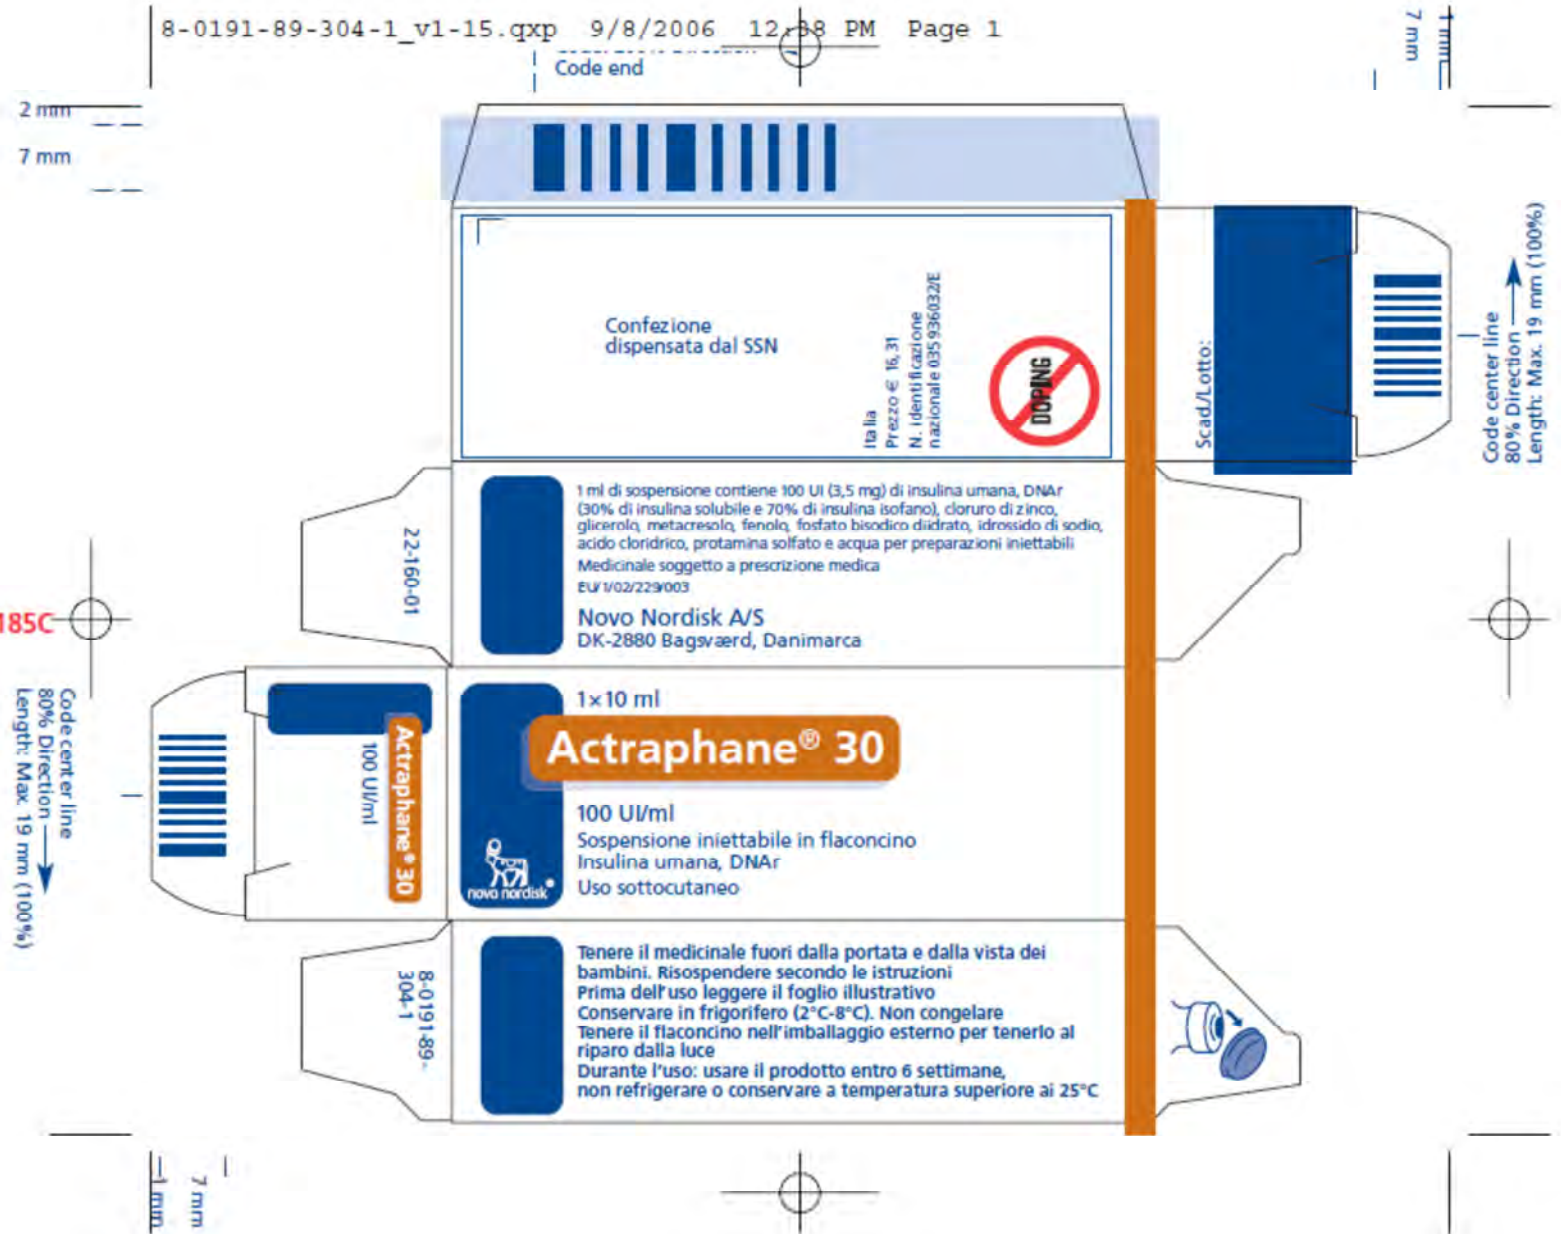 8-0191-89-304-1_v1-15.qxp 9/8/2006 12:38 PM Page 1
Code end
7 mm
1 mm
2 mm
7 mm
Confezione
dispensata dal SSN
Italia
Prezzo € 16,31
N. identificazione
nazionale 035936032/E
DOPING
Scad./Lotto:
Code center line
80% Direction
Length: Max. 19 mm (100%)
22-160-01
1 ml di sospensione contiene 100 UI (3,5 mg) di insulina umana, DNAr
(30% di insulina solubile e 70% di insulina isofano), cloruro di zinco,
glicerolo, metacresolo, fenolo, fosfato bisodico diidrato, idrossido di sodio,
acido cloridrico, protamina solfato e acqua per preparazioni iniettabili
Medicinale soggetto a prescrizione medica
EU/1/02/229/003
Novo Nordisk A/S
DK-2880 Bagsværd, Danimarca
185C
Code center line
80% Direction
Length: Max. 19 mm (100%)
Actraphane® 30
100 UI/ml
1×10 ml
Actraphane® 30
100 UI/ml
Sospensione iniettabile in flaconcino
Insulina umana, DNAr
Uso sottocutaneo
novo nordisk®
8-0191-89-
304-1
Tenere il medicinale fuori dalla portata e dalla vista dei
bambini. Risospendere secondo le istruzioni
Prima dell'uso leggere il foglio illustrativo
Conservare in frigorifero (2°C-8°C). Non congelare
Tenere il flaconcino nell'imballaggio esterno per tenerlo al
riparo dalla luce
Durante l'uso: usare il prodotto entro 6 settimane,
non refrigerare o conservare a temperatura superiore ai 25°C
1 mm
7 mm